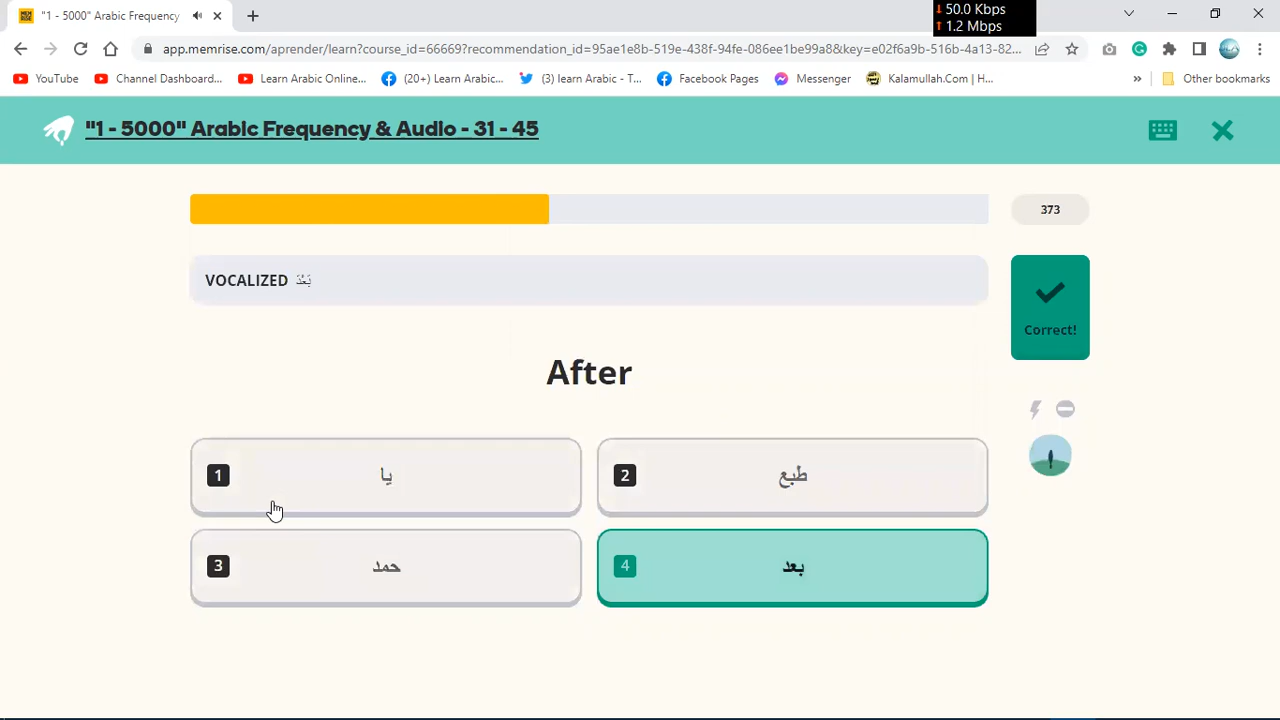 "1 - 5000" Arabic Frequency
↓ 50.0 Kbps
↑ 1.2 Mbps
app.memrise.com/aprender/learn?course_id=68669?recommendation_id=95ae1e8b-519e-438f-94fe-086ee1be99a8&key=e02f6a9b-516b-4a13-82...
YouTube
Channel Dashboard...
Learn Arabic Online...
(20+) Learn Arabic...
(3) learn Arabic - T...
Facebook Pages
Messenger
Kalamullah.Com | H...
»
Other bookmarks
"1 - 5000" Arabic Frequency & Audio - 31 - 45
373
VOCALIZED بَعْدَ
Correct!
After
1 يا
2 طبع
3 حمد
4 بعد